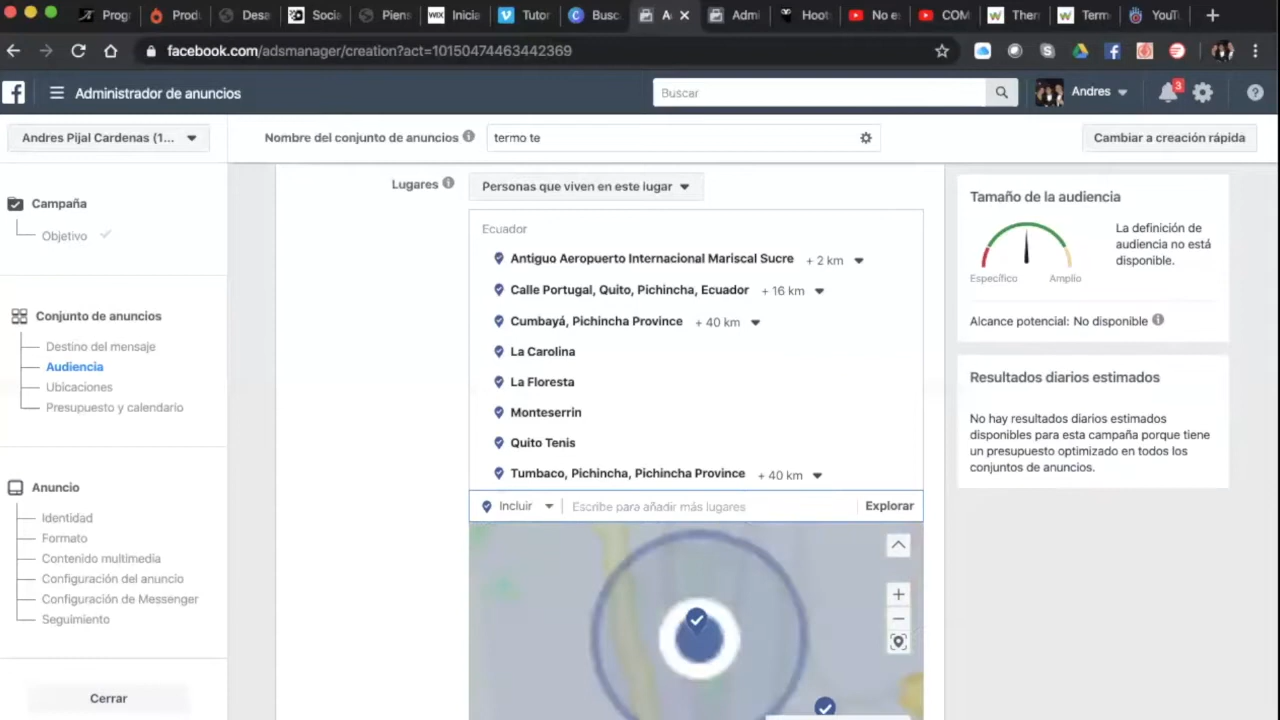 Progr
Produ
Desa
Socia
Piens
WIX Inicia
Tutor
Busc.
A
Admi
Hoot
No e
COM
Then
Term
YouT
facebook.com/adsmanager/creation?act=10150474463442369
Administrador de anuncios
Buscar
Andres
3
Andres Pijal Cardenas (1...
Nombre del conjunto de anuncios
termo te
Cambiar a creación rápida
Campaña
Objetivo
Conjunto de anuncios
Destino del mensaje
Audiencia
Ubicaciones
Presupuesto y calendario
Anuncio
Identidad
Formato
Contenido multimedia
Configuración del anuncio
Configuración de Messenger
Seguimiento
Cerrar
Lugares
Personas que viven en este lugar
Ecuador
Antiguo Aeropuerto Internacional Mariscal Sucre + 2 km
Calle Portugal, Quito, Pichincha, Ecuador + 16 km
Cumbayá, Pichincha Province + 40 km
La Carolina
La Floresta
Monteserrin
Quito Tenis
Tumbaco, Pichincha, Pichincha Province + 40 km
Incluir
Escribe para añadir más lugares
Explorar
Tamaño de la audiencia
La definición de
audiencia no está
disponible.
Específico
Amplio
Alcance potencial: No disponible
Resultados diarios estimados
No hay resultados diarios estimados
disponibles para esta campaña porque tiene
un presupuesto optimizado en todos los
conjuntos de anuncios.